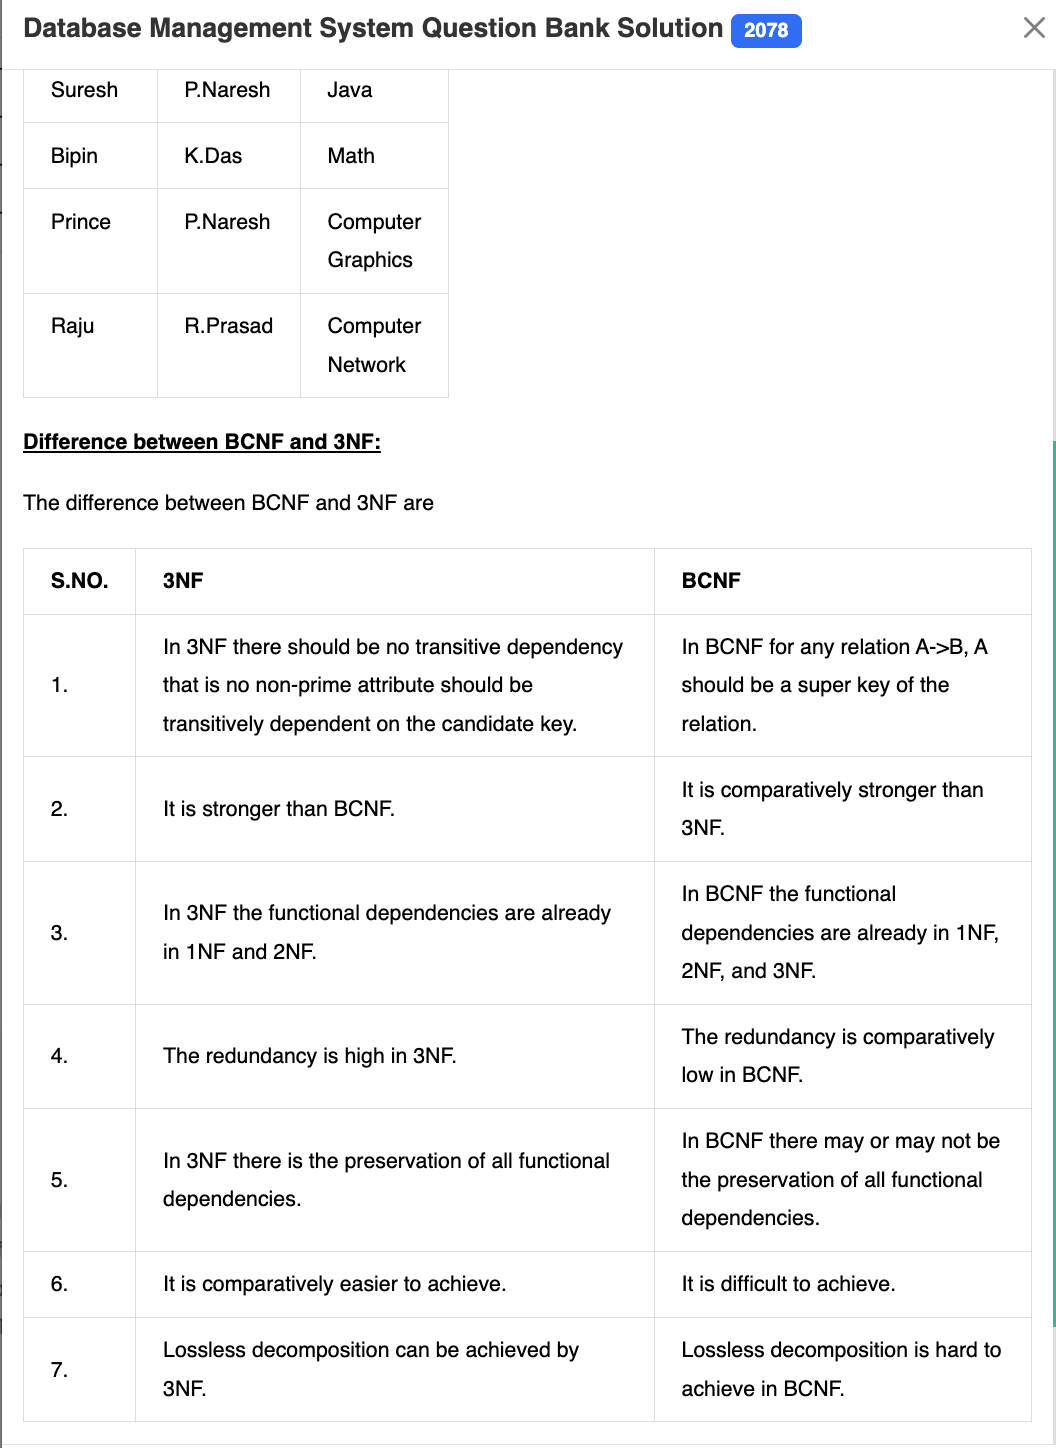 Database Management System Question Bank Solution 2078
Suresh P.Naresh Java
Bipin K.Das Math
Prince P.Naresh Computer
Graphics
Raju R.Prasad Computer
Network
Difference between BCNF and 3NF:
The difference between BCNF and 3NF are
S.NO. 3NF BCNF
1.
In 3NF there should be no transitive dependency
that is no non-prime attribute should be
transitively dependent on the candidate key.
In BCNF for any relation A->B, A
should be a super key of the
relation.
2.
It is stronger than BCNF.
It is comparatively stronger than
3NF.
3.
In 3NF the functional dependencies are already
in 1NF and 2NF.
In BCNF the functional
dependencies are already in 1NF,
2NF, and 3NF.
4.
The redundancy is high in 3NF.
The redundancy is comparatively
low in BCNF.
5.
In 3NF there is the preservation of all functional
dependencies.
In BCNF there may or may not be
the preservation of all functional
dependencies.
6.
It is comparatively easier to achieve.
It is difficult to achieve.
7.
Lossless decomposition can be achieved by
3NF.
Lossless decomposition is hard to
achieve in BCNF.